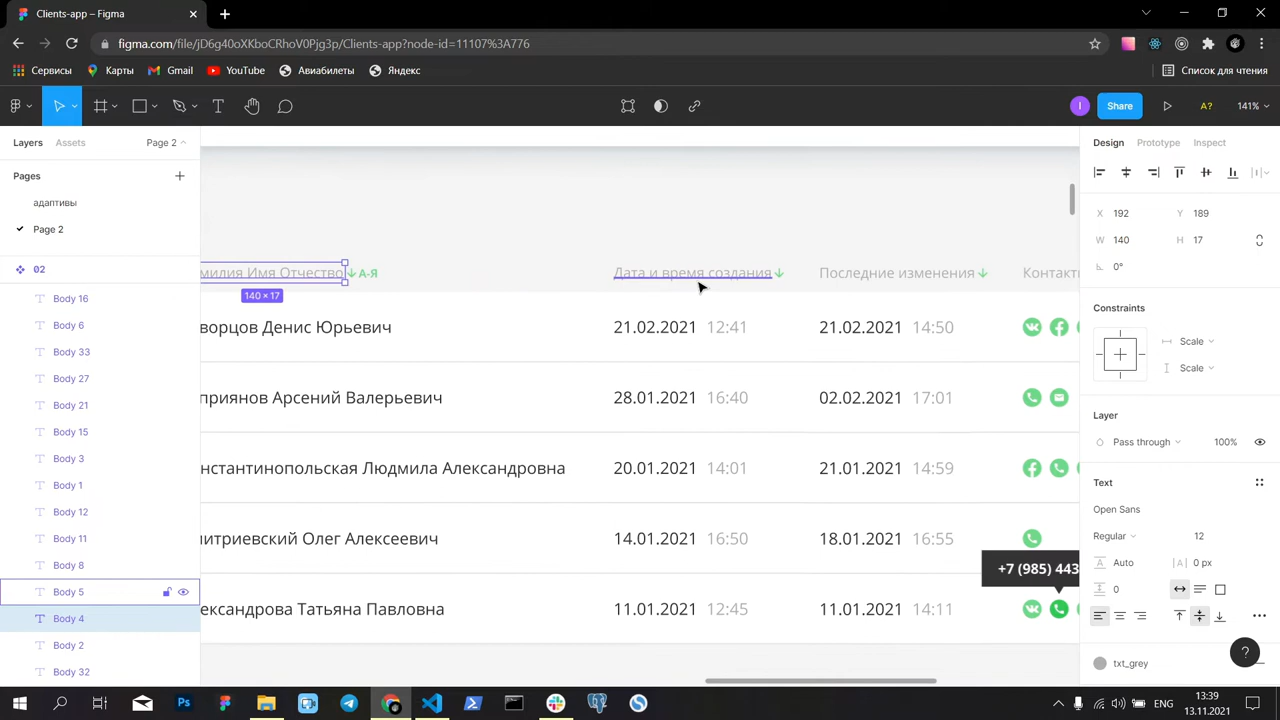 Clients-app – Figma
figma.com/file/jD6g40oXKboCRhoV0Pjg3p/Clients-app?node-id=11107%3A776
Сервисы
Карты
Gmail
YouTube
Авиабилеты
Яндекс
Список для чтения
I
Share
A?
141%
Layers
Assets
Page 2
Pages
адаптивы
Page 2
02
Body 16
Body 6
Body 33
Body 27
Body 21
Body 15
Body 3
Body 1
Body 12
Body 11
Body 8
Body 5
Body 4
Body 2
Body 32
милия Имя Отчество
А-Я
Дата и время создания
Последние изменения
Контакт
140 × 17
ворцов Денис Юрьевич
21.02.2021 12:41
21.02.2021 14:50
приянов Арсений Валерьевич
28.01.2021 16:40
02.02.2021 17:01
нстантинопольская Людмила Александровна
20.01.2021 14:01
21.01.2021 14:59
митриевский Олег Алексеевич
14.01.2021 16:50
18.01.2021 16:55
+7 (985) 443
ександрова Татьяна Павловна
11.01.2021 12:45
11.01.2021 14:11
Design
Prototype
Inspect
X 192
Y 189
W 140
H 17
0°
Constraints
Scale
Scale
Layer
Pass through
100%
Text
Open Sans
Regular
12
Auto
0 px
0
txt_grey
?
ENG
13:39
13.11.2021